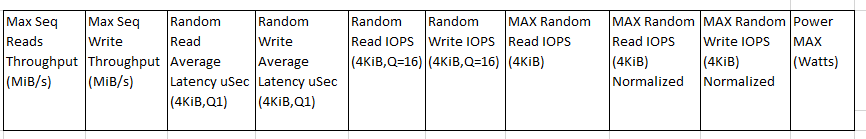 Max Seq
Reads
Throughput
(MiB/s)
Max Seq
Write
Throughput
(MiB/s)
Random
Read
Average
Latency uSec
(4KiB,Q1)
Random
Write
Average
Latency uSec
(4KiB,Q1)
Random
Read IOPS
(4KiB,Q=16)
Random
Write IOPS
(4KiB,Q=16)
MAX Random
Read IOPS
(4KiB)
MAX Random
Read IOPS
(4KiB)
Normalized
MAX Random
Write IOPS
(4KiB)
Normalized
Power
MAX
(Watts)